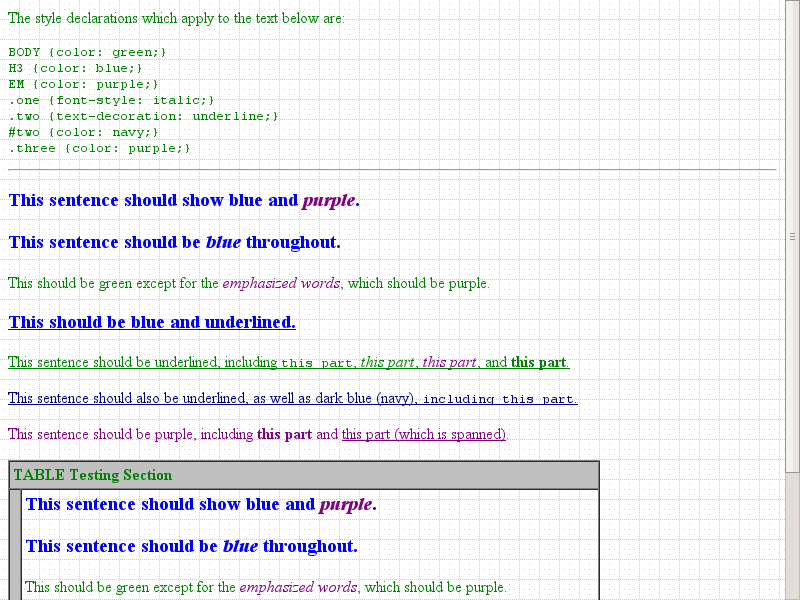 The style declarations which apply to the text below are:
BODY {color: green;}
H3 {color: blue;}
EM {color: purple;}
.one {font-style: italic;}
.two {text-decoration: underline;}
#two {color: navy;}
.three {color: purple;}
This sentence should show blue and purple.
This sentence should be blue throughout.
This should be green except for the emphasized words, which should be purple.
This should be blue and underlined.
This sentence should be underlined, including this part, this part, this part, and this part.
This sentence should also be underlined, as well as dark blue (navy), including this part.
This sentence should be purple, including this part and this part (which is spanned).
TABLE Testing Section
This sentence should show blue and purple.
This sentence should be blue throughout.
This should be green except for the emphasized words, which should be purple.